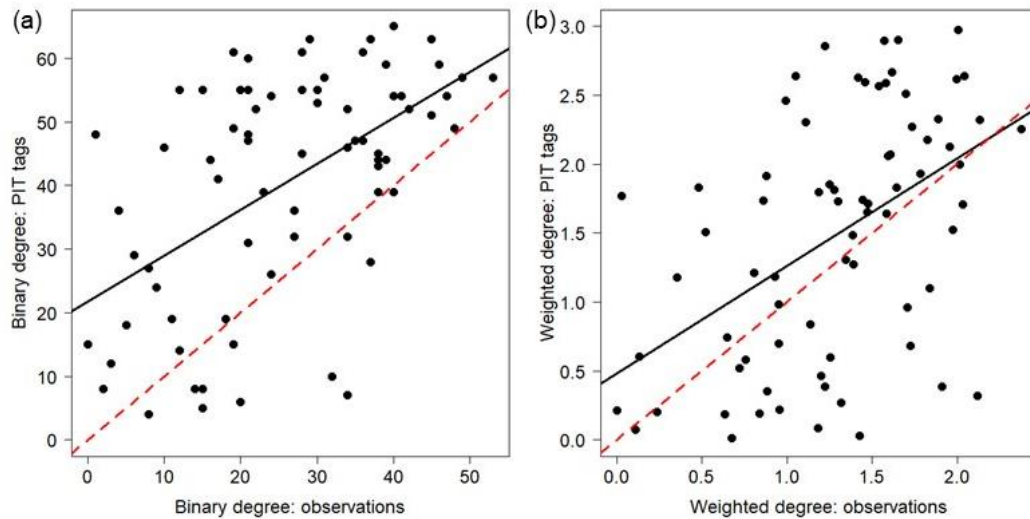 (a)
Binary degree: PIT tags
60
50
40
30
20
10
0
0 10 20 30 40 50
Binary degree: observations
(b)
Weighted degree: PIT tags
3.0
2.5
2.0
1.5
1.0
0.5
0.0
0.0 0.5 1.0 1.5 2.0
Weighted degree: observations